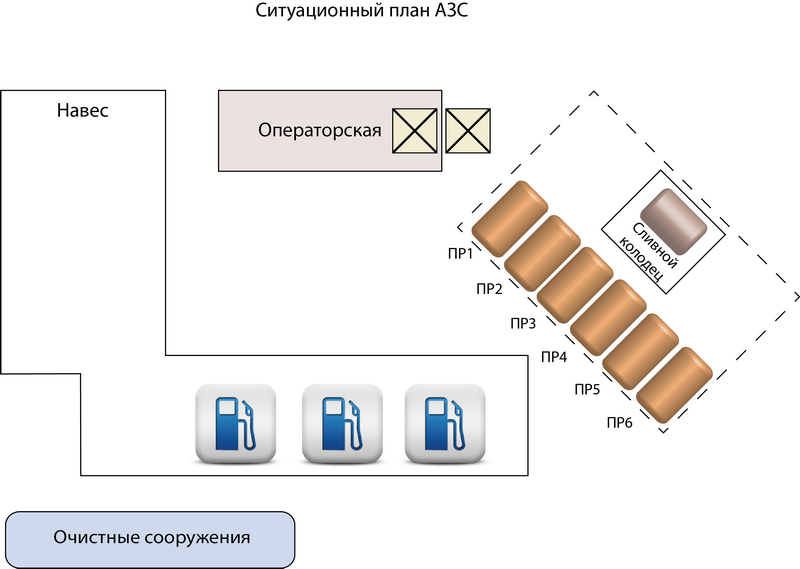 Ситуационный план АЗС
Навес
Операторская
Сливной
колодец
ПР1
ПР2
ПР3
ПР4
ПР5
ПР6
Очистные сооружения